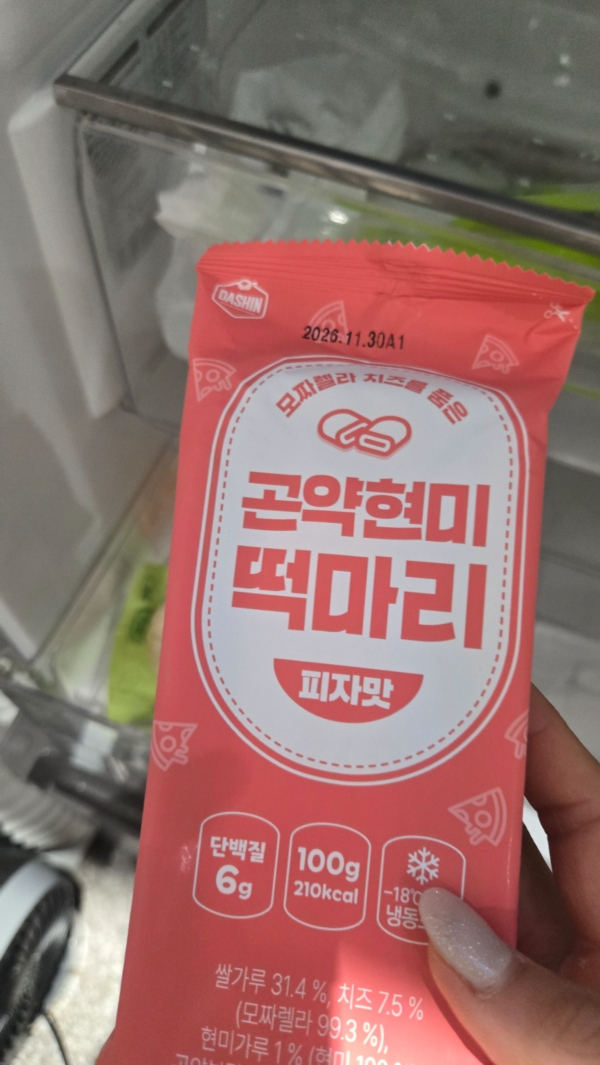 DASHIN
2026.11.30A1
모짜렐라 치즈를 품은
곤약현미
떡마리
피자맛
단백질
6g
100g
210kcal
-18℃
냉동
쌀가루 31.4 %, 치즈 7.5 %
(모짜렐라 99.3 %),
현미가루 1 % (현미